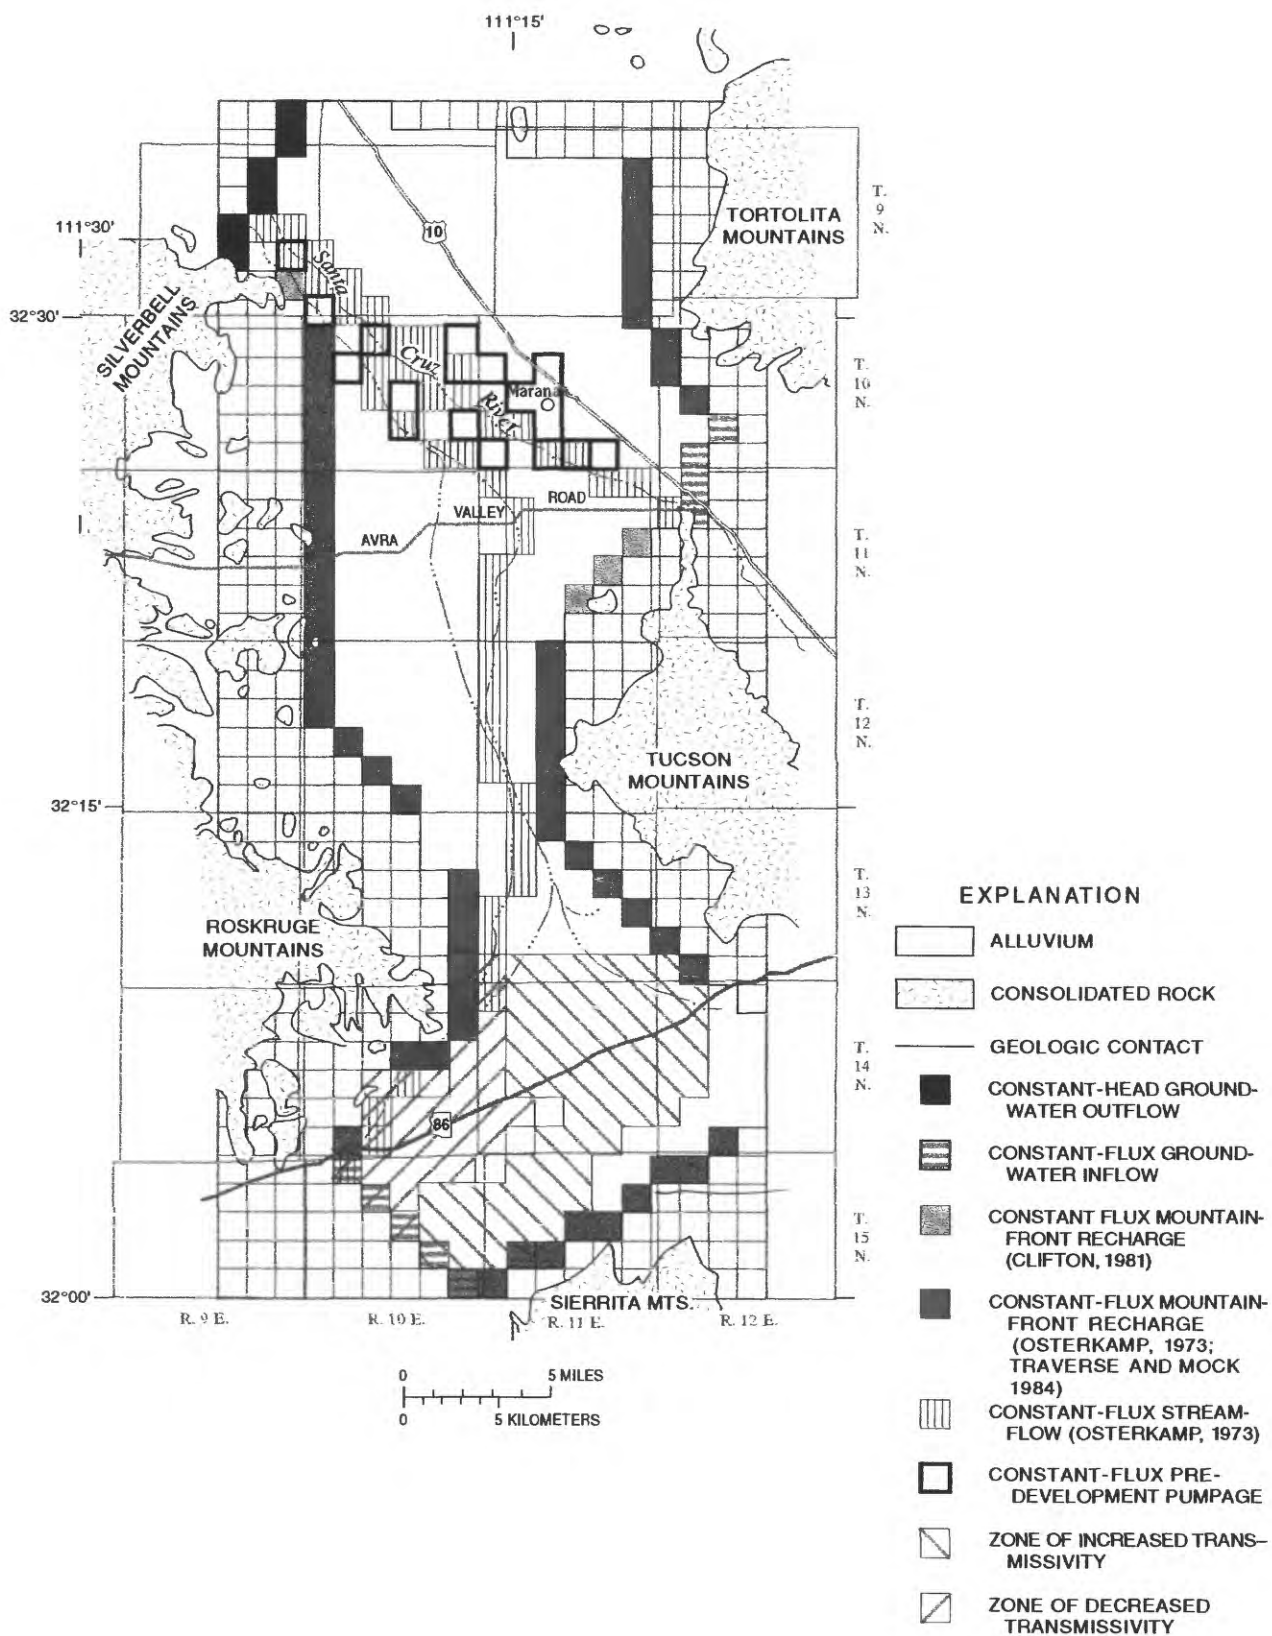 111°15'
111°30'
10
TORTOLITA
MOUNTAINS
T.
9
N.
Santa
SILVERBELL
MOUNTAINS
32°30'
Cruz
T.
10
N.
River
AVRA
VALLEY
ROAD
T.
11
N.
T.
12
N.
TUCSON
MOUNTAINS
32°15'
T.
13
N.
ROSKRUGE
MOUNTAINS
T.
14
N.
86
T.
15
N.
32°00'
SIERRITA MTS.
R. 9 E.
R. 10 E.
R. 11 E.
R. 12 E.
0
5 MILES
0
5 KILOMETERS
EXPLANATION
ALLUVIUM
CONSOLIDATED ROCK
GEOLOGIC CONTACT
CONSTANT-HEAD GROUND-
WATER OUTFLOW
CONSTANT-FLUX GROUND-
WATER INFLOW
CONSTANT FLUX MOUNTAIN-
FRONT RECHARGE
(CLIFTON, 1981)
CONSTANT-FLUX MOUNTAIN-
FRONT RECHARGE
(OSTERKAMP, 1973;
TRAVERSE AND MOCK
1984)
CONSTANT-FLUX STREAM-
FLOW (OSTERKAMP, 1973)
CONSTANT-FLUX PRE-
DEVELOPMENT PUMPAGE
ZONE OF INCREASED TRANS-
MISSIVITY
ZONE OF DECREASED
TRANSMISSIVITY